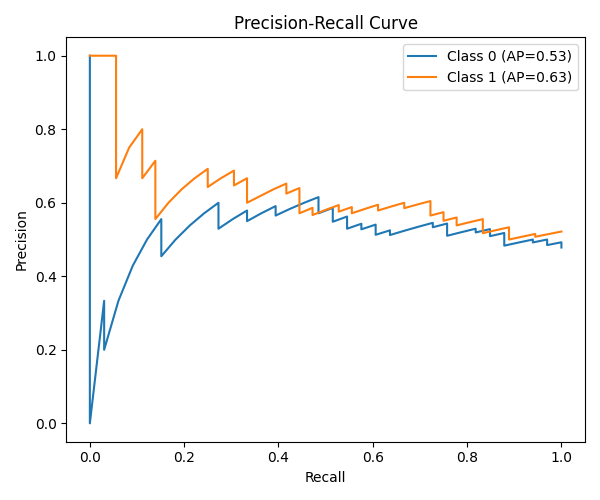 Precision-Recall Curve
Class 0 (AP=0.53)
Class 1 (AP=0.63)
1.0
0.8
0.6
0.4
0.2
0.0
Precision
0.0 0.2 0.4 0.6 0.8 1.0
Recall